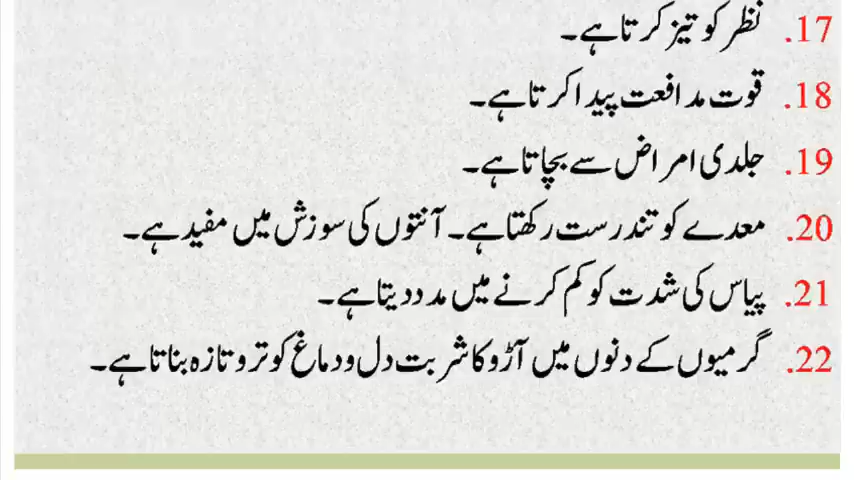 17. نظر کو تیز کرتا ہے۔
18. قوت مدافعت پیدا کرتا ہے۔
19. جلدی امراض سے بچاتا ہے۔
20. معدے کو تندرست رکھتا ہے۔ آنتوں کی سوزش میں مفید ہے۔
21. پیاس کی شدت کو کم کرنے میں مدد دیتا ہے۔
22. گرمیوں کے دنوں میں آڑو کا شربت دل و دماغ کو تروتازہ بناتا ہے۔